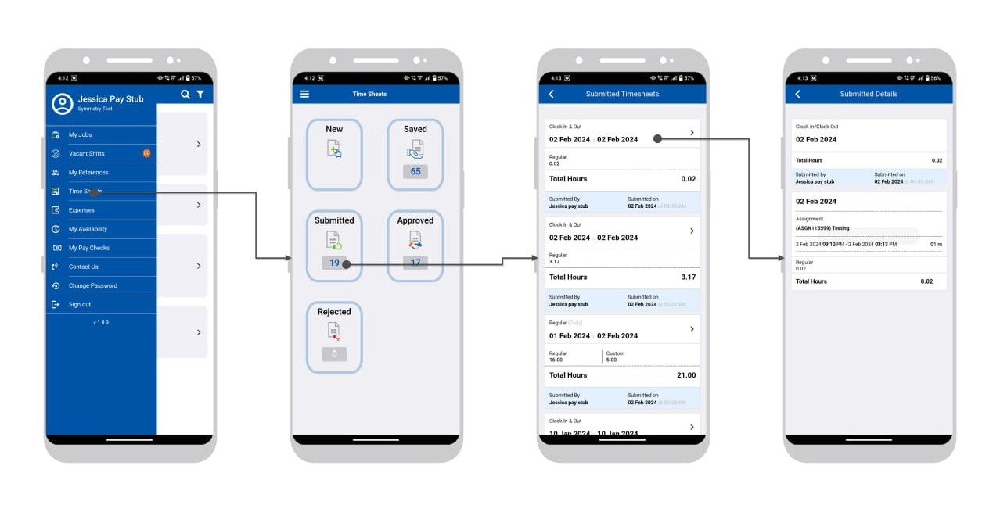 4:12
57%
Jessica Pay Stub
Symmetry Test
My Jobs
Vacant Shifts
My References
Time
Expenses
My Availability
My Pay Checks
Contact Us
Change Password
Sign out
v 1.8.9
4:12
57%
Time Sheets
New
Saved
65
Submitted
Approved
19
17
Rejected
0
4:13
57%
Submitted Timesheets
Clock In & Out
02 Feb 2024 02 Feb 2024
Regular
0.02
Total Hours 0.02
Submitted By Submitted on
Jessica pay stub 02 Feb 2024
Clock In & Out
02 Feb 2024 02 Feb 2024
Regular
3.17
Total Hours 3.17
Submitted By Submitted on
Jessica pay stub 02 Feb 2024
Regular (Daily)
01 Feb 2024 02 Feb 2024
Regular Custom
16.00 5.00
Total Hours 21.00
Submitted By Submitted on
Jessica pay stub 02 Feb 2024
Clock In & Out
10 Jan 2024 10 Jan 2024
4:13
56%
Submitted Details
Clock In/Clock Out
02 Feb 2024
Total Hours 0.02
Submitted by Submitted on
Jessica pay stub 02 Feb 2024
02 Feb 2024
Assignment
(ASGN115599) Testing
2 Feb 2024 03:12 PM - 2 Feb 2024 03:13 PM 01 m
Regular
0.02
Total Hours 0.02